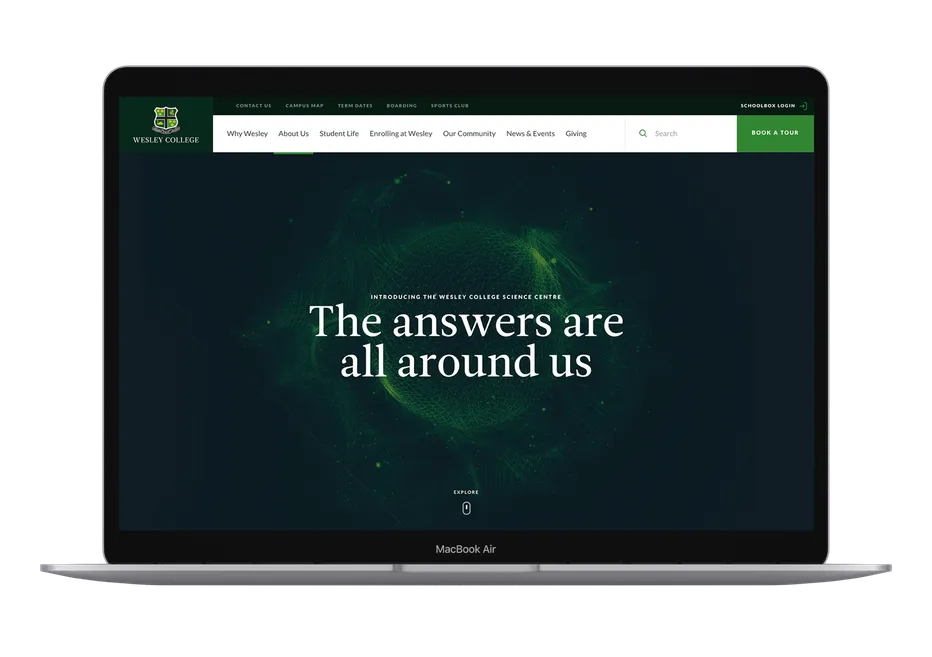 CONTACT US CAMPUS MAP TERM DATES BOARDING SPORTS CLUB SCHOOLBOX LOGIN
WESLEY COLLEGE
Why Wesley About Us Student Life Enrolling at Wesley Our Community News & Events Giving Search BOOK A TOUR
INTRODUCING THE WESLEY COLLEGE SCIENCE CENTRE
The answers are
all around us
EXPLORE
MacBook Air